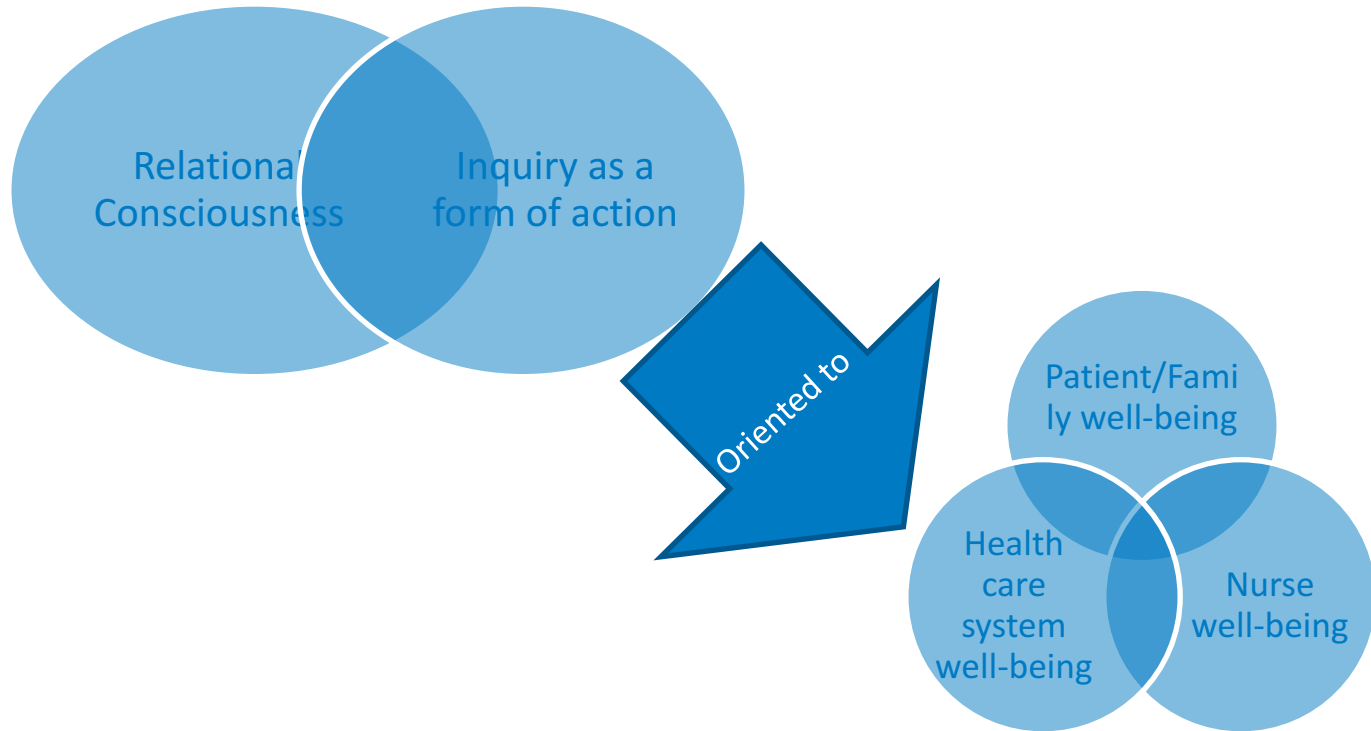 Relational
Consciousness
Inquiry as a
form of action
Oriented to
Patient/Fami
ly well-being
Health
care
system
well-being
Nurse
well-being